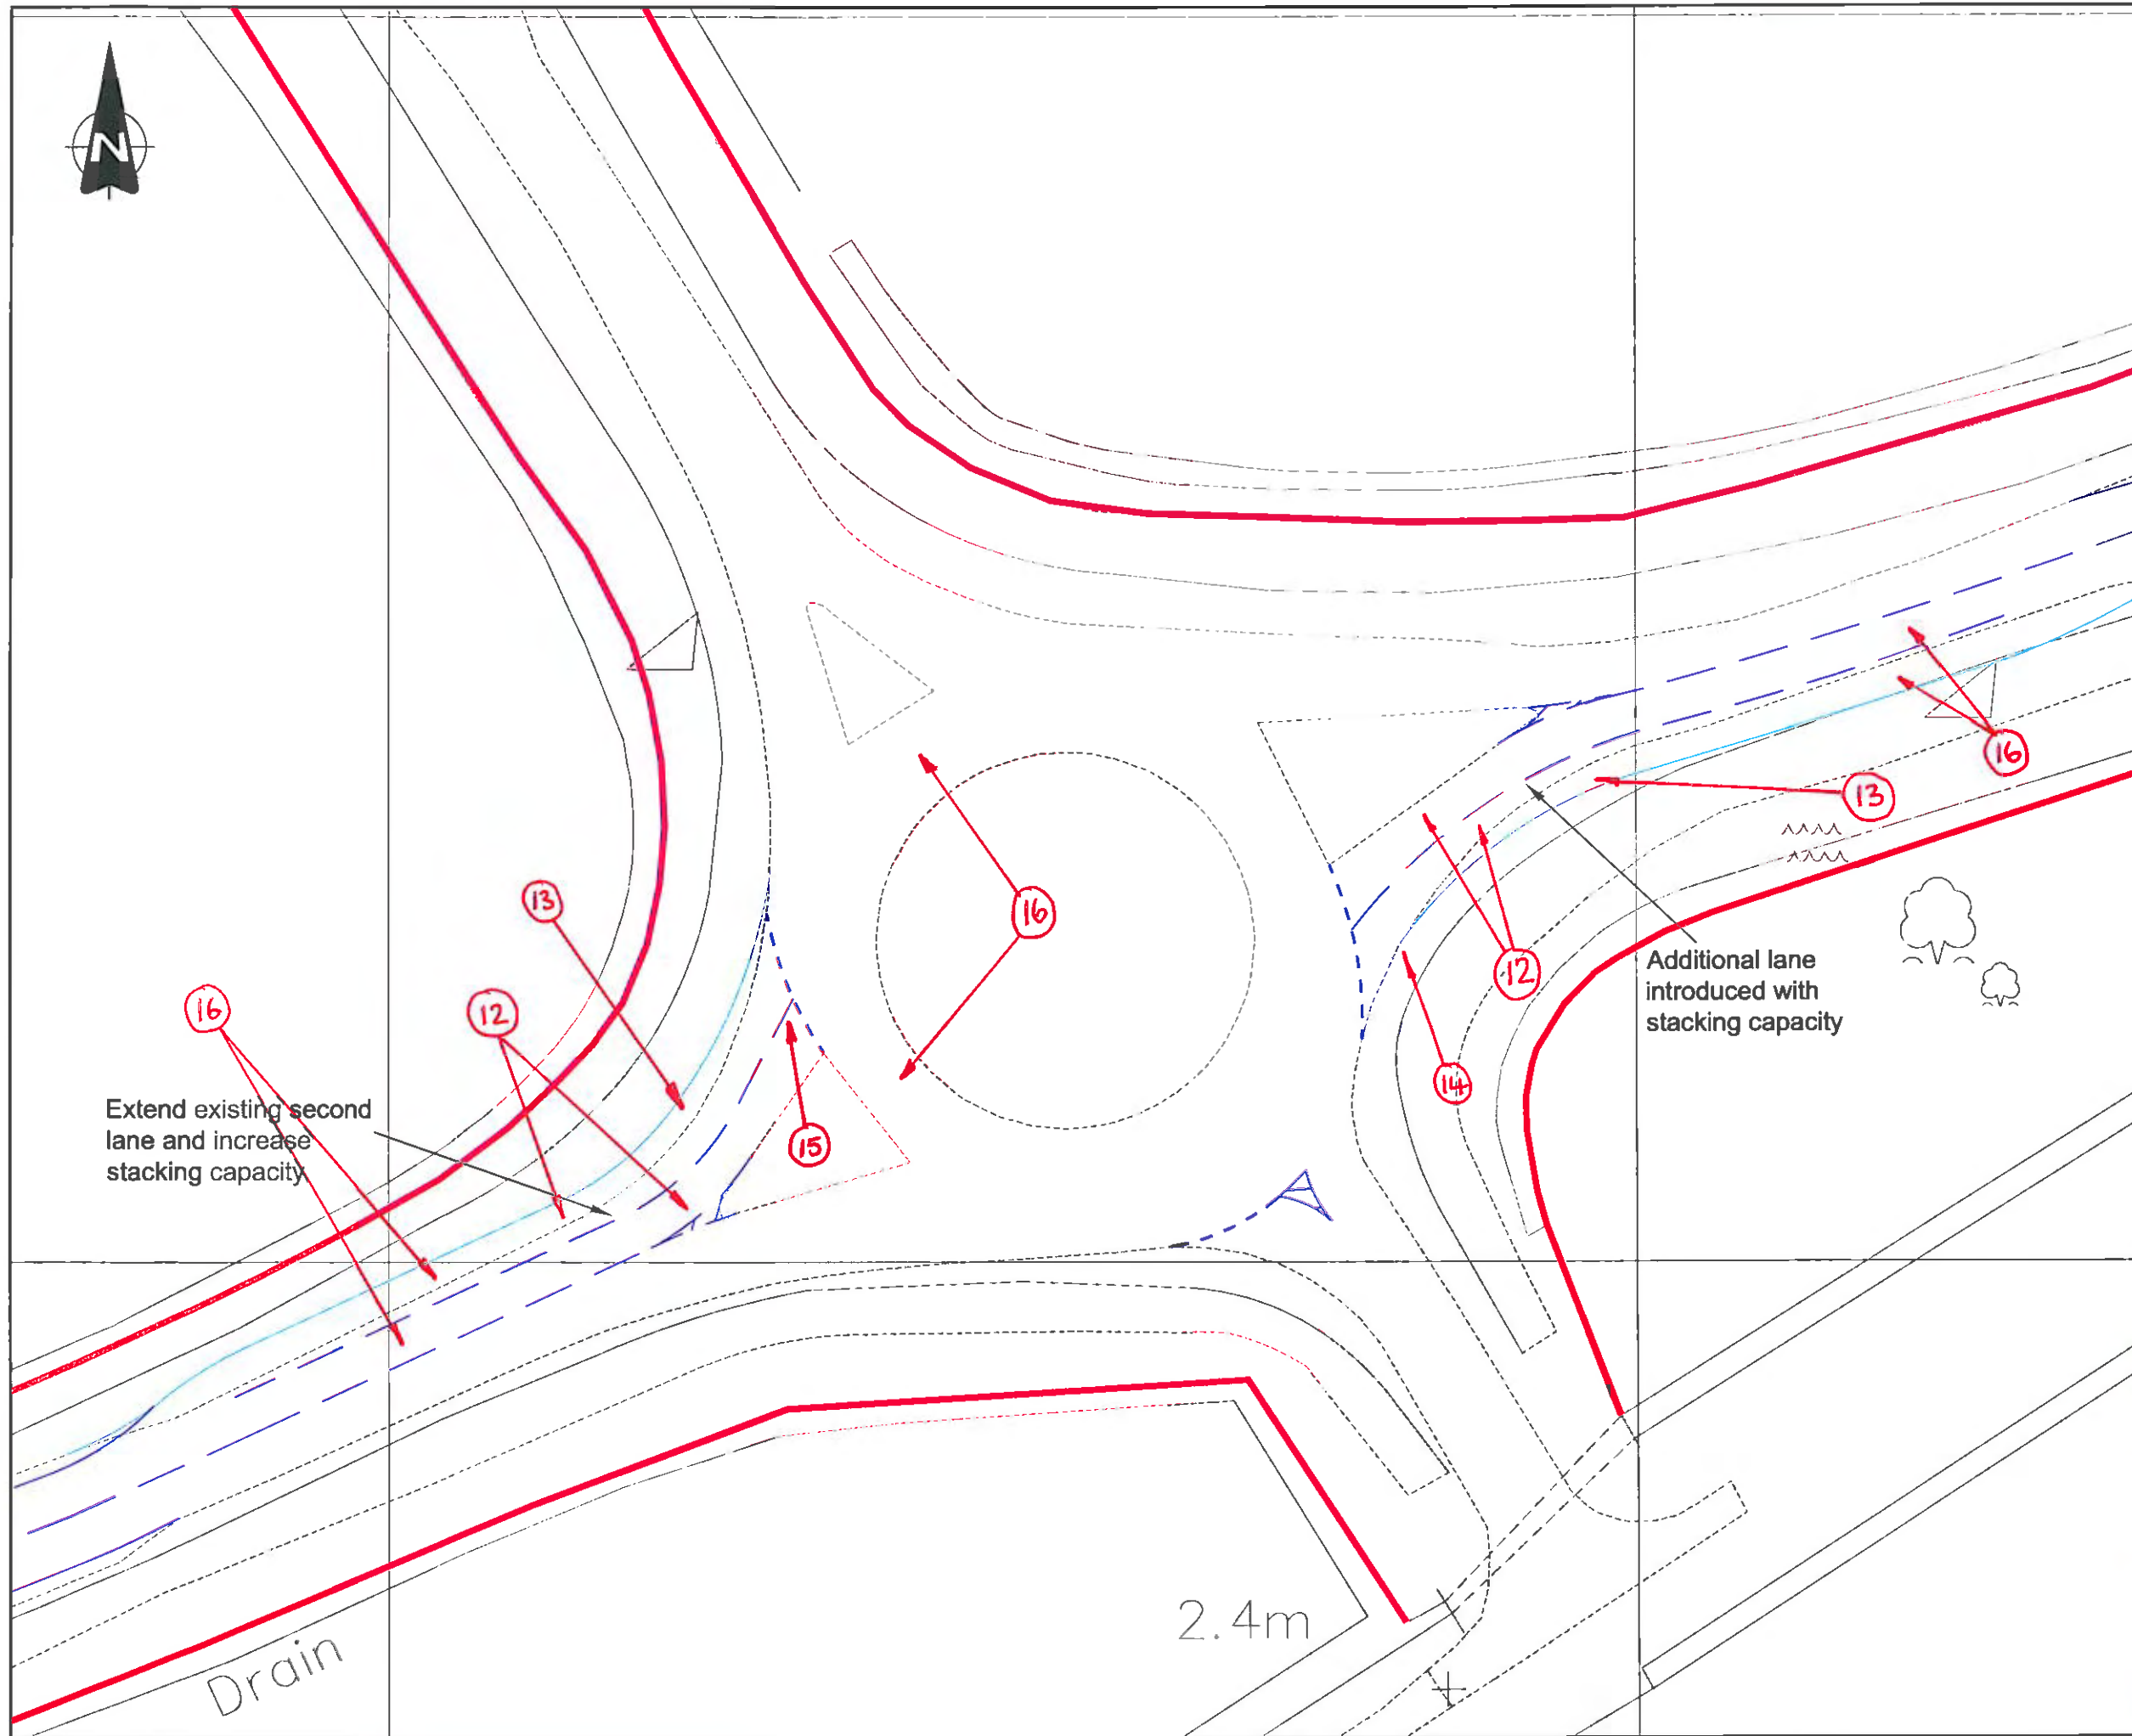 N
16
13
13
16
12
16
12
Additional lane
introduced with
stacking capacity
14
Extend existing second
lane and increase
stacking capacity
15
2.4m
Drain